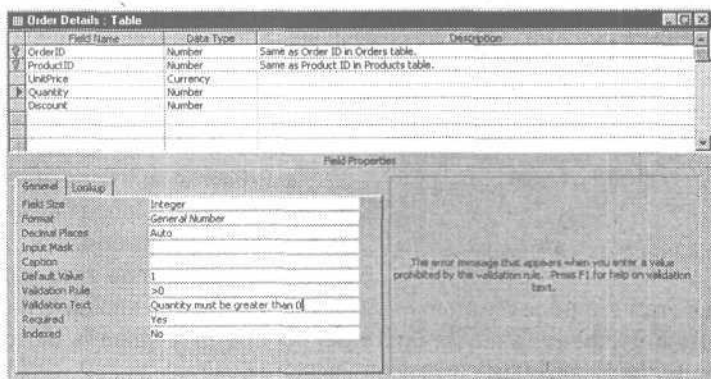 Order Details : Table
Field Name Data Type Description
OrderID Number Same as Order ID in Orders table.
ProductID Number Same as Product ID in Products table.
UnitPrice Currency
Quantity Number
Discount Number
Field Properties
General Lookup
Field Size Integer
Format General Number
Decimal Places Auto
Input Mask
Caption
Default Value 1
Validation Rule >0
Validation Text Quantity must be greater than 0
Required Yes
Indexed No
The error message that appears when you enter a value
prohibited by the validation rule. Press F1 for help on validation
text.